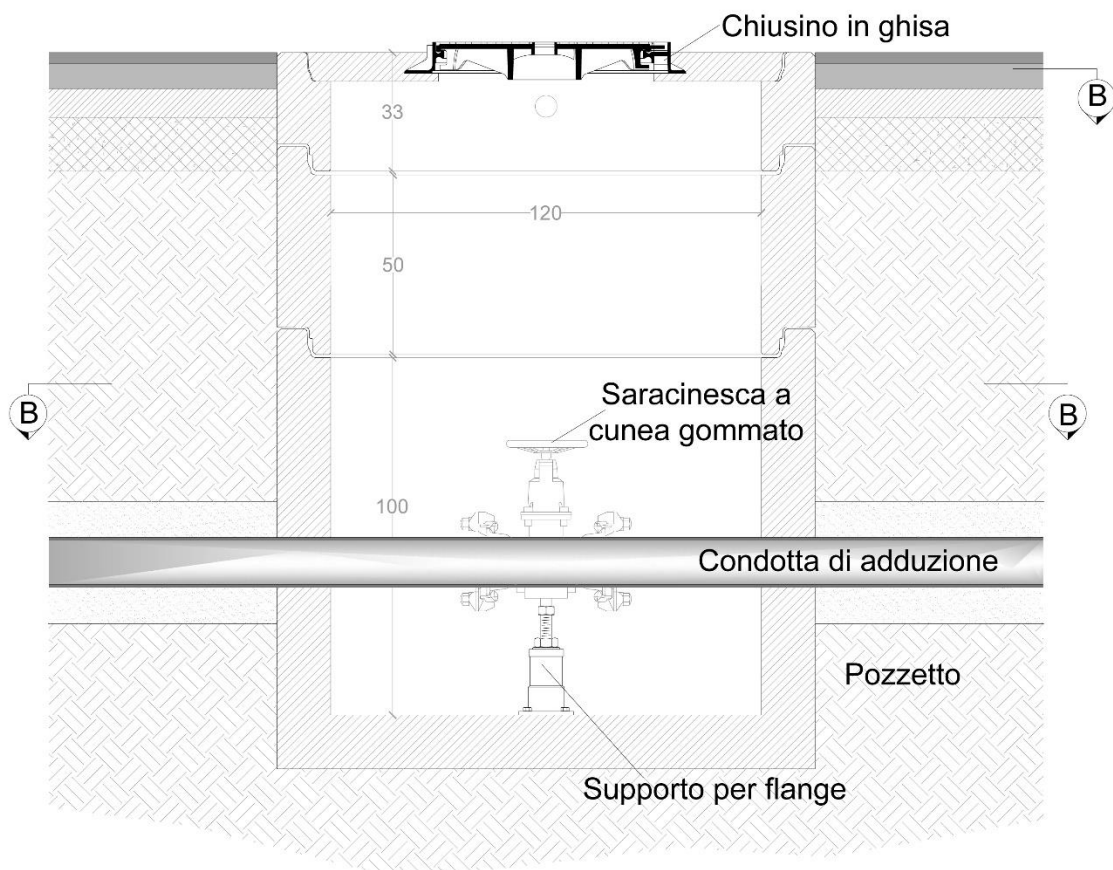 Chiusino in ghisa
B
33
120
50
B
Saracinesca a
cunea gommato
B
100
Condotta di adduzione
Pozzetto
Supporto per flange